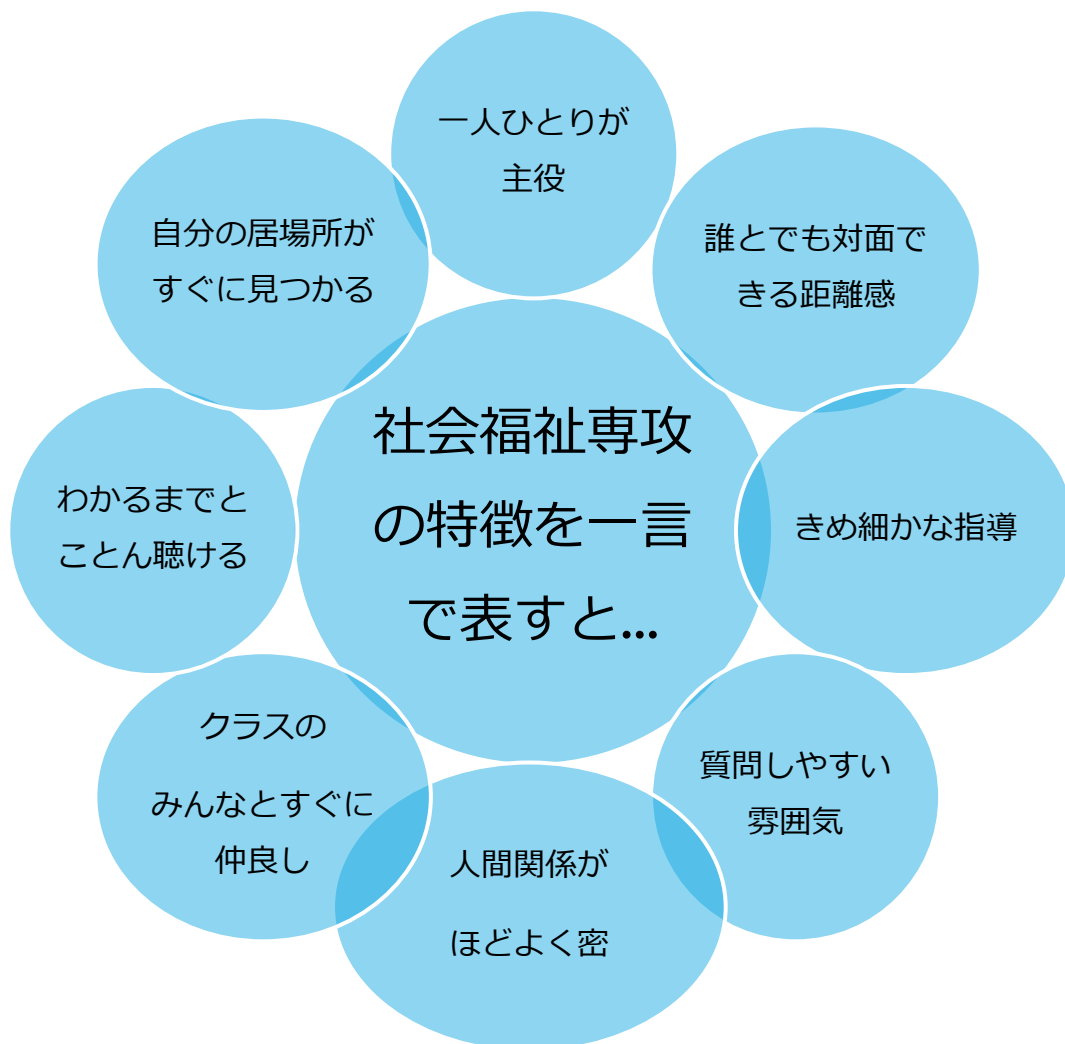 社会福祉専攻
の特徴を一言
で表すと...
一人ひとりが
主役
誰とでも対面で
きる距離感
きめ細かな指導
質問しやすい
雰囲気
人間関係が
ほどよく密
クラスの
みんなとすぐに
仲良し
わかるまでと
ことん聴ける
自分の居場所が
すぐに見つかる